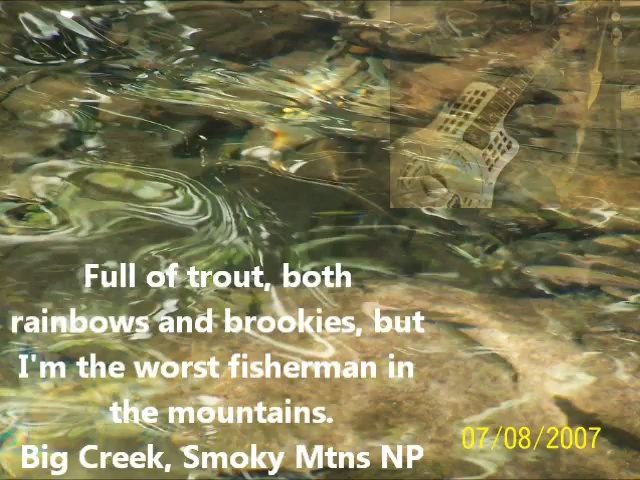 Full of trout, both
rainbows and brookies, but
I'm the worst fisherman in
the mountains.
Big Creek, Smoky Mtns NP
07/08/2007